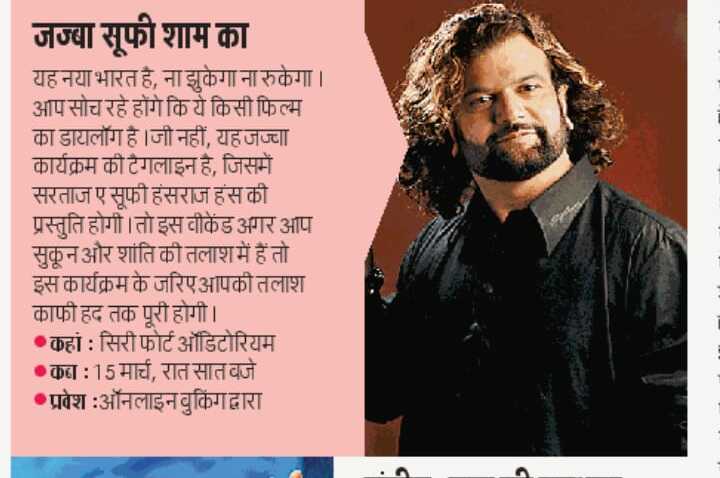 जज्बा सूफी शाम का
यह नया भारत है, ना झुकेगा ना रुकेगा ।
आप सोच रहे होंगे कि ये किसी फिल्म
का डायलॉग है ।जी नहीं, यह जज्बा
कार्यक्रम की टैगलाइन है, जिसमें
सरताज ए सूफी हंसराज हंस की
प्रस्तुति होगी । तो इस वीकेंड अगर आप
सुकून और शांति की तलाश में हैं तो
इस कार्यक्रम के जरिए आपकी तलाश
काफी हद तक पूरी होगी ।
● कहां : सिरी फोर्ट ऑडिटोरियम
● कब : 15 मार्च, रात सात बजे
● प्रवेश :ऑनलाइन बुकिंग द्वारा